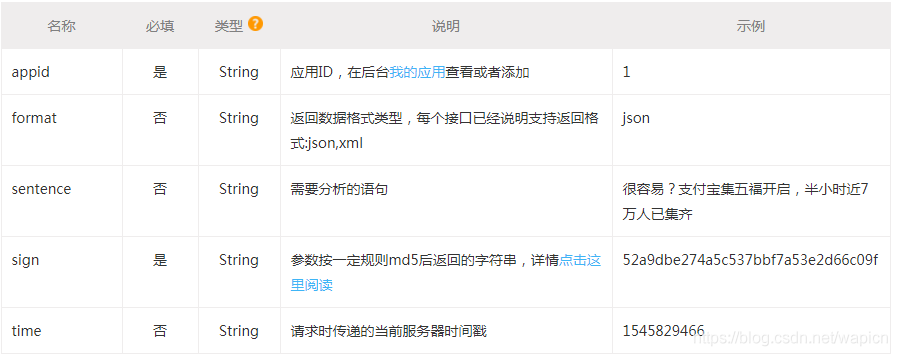 名称 必填 类型 ? 说明 示例
appid 是 String 应用ID，在后台我的应用查看或者添加 1
format 否 String 返回数据格式类型，每个接口已经说明支持返回格 json
式:json,xml
sentence 否 String 需要分析的语句 很容易？支付宝集五福开启，半小时近7
万人已集齐
sign 是 String 参数按一定规则md5后返回的字符串，详情点击这 52a9dbe274a5c537bbf7a53e2d66c09f
里阅读
time 否 String 请求时传递的当前服务器时间戳 1545829466
https://blog.csdn.net/wapicn